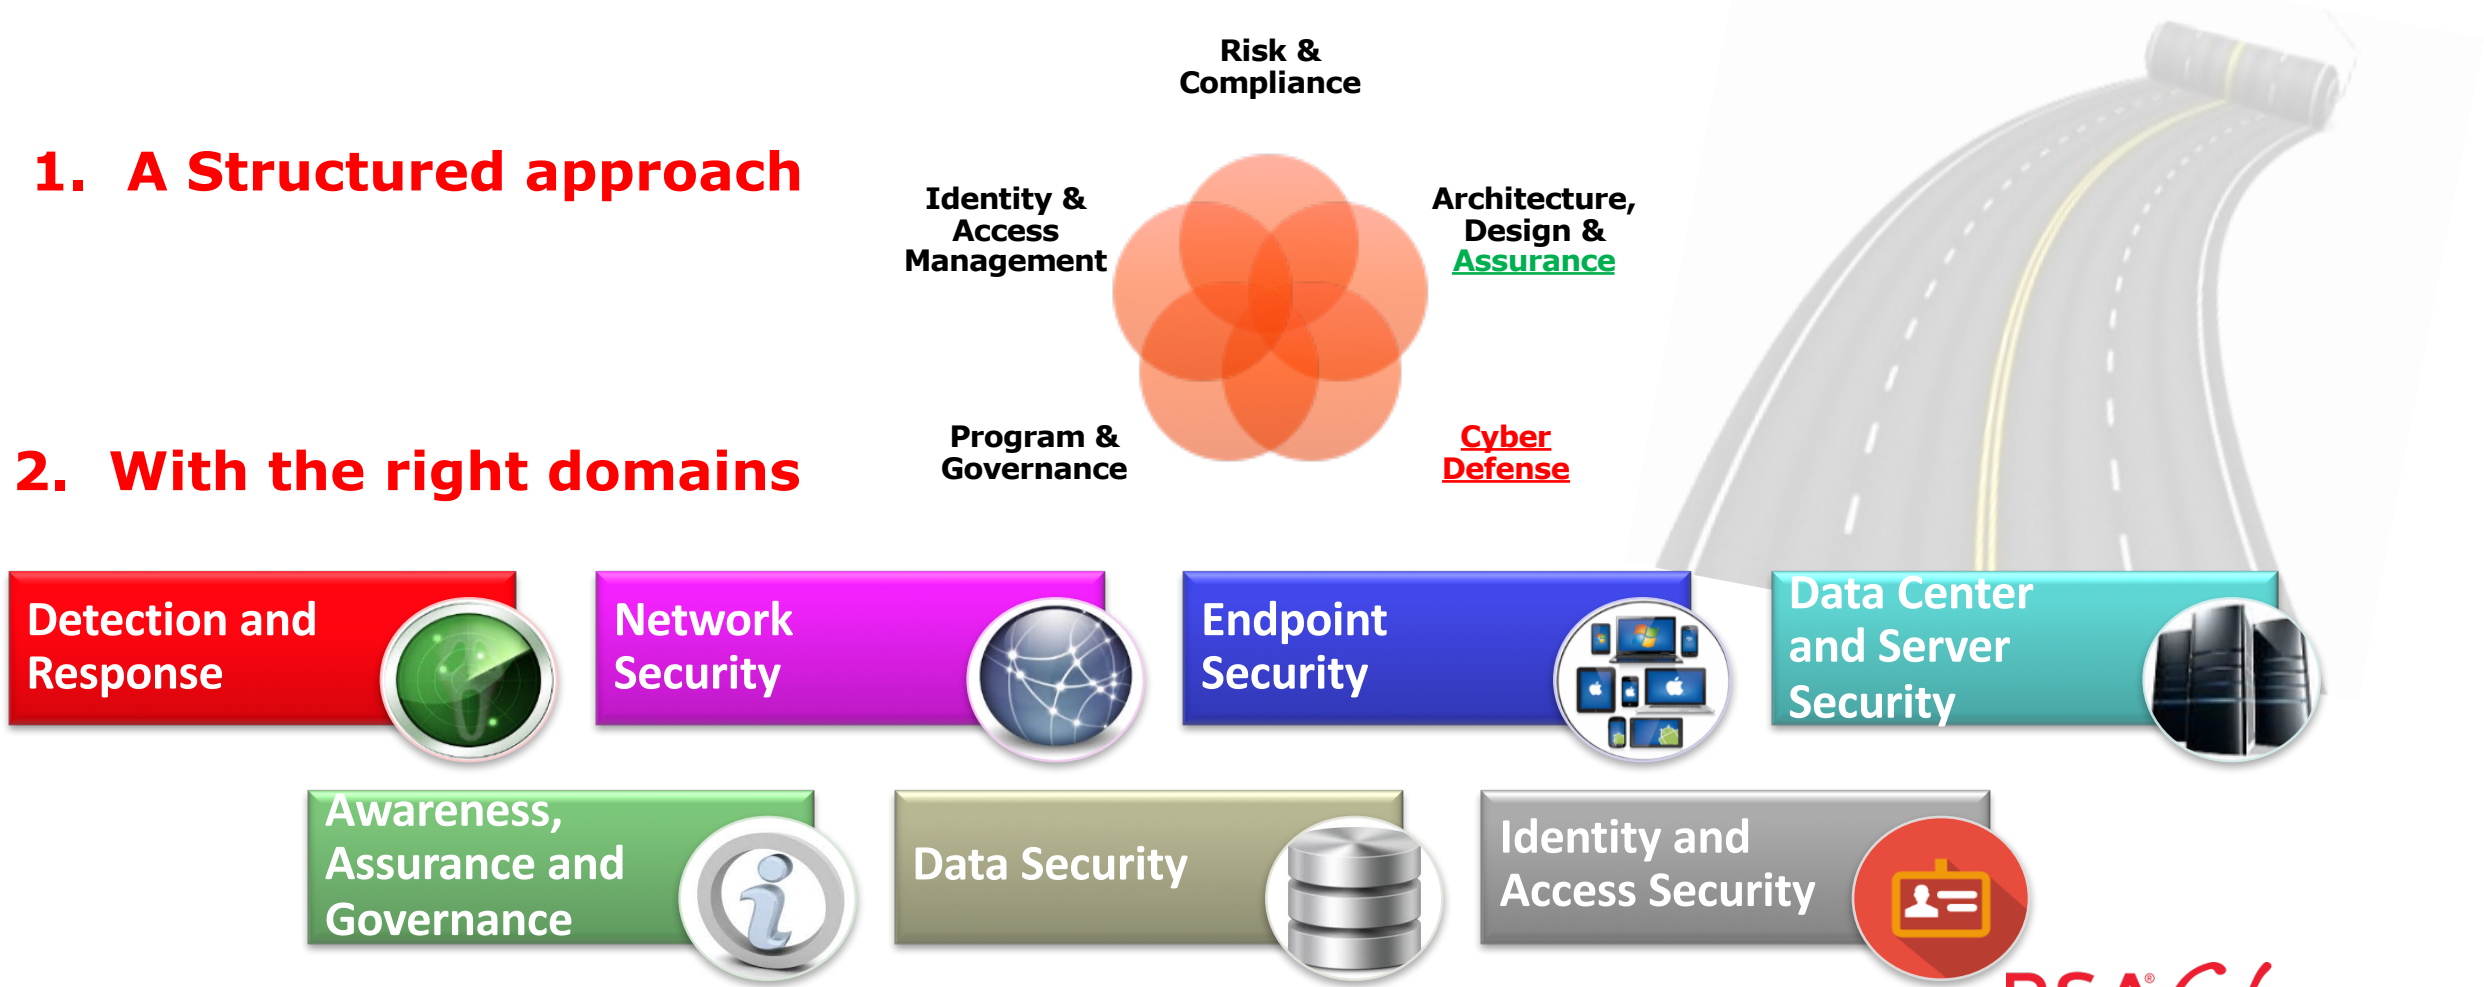 Risk &
Compliance
1. A Structured approach
Identity &
Access
Management
Architecture,
Design &
Assurance
Program &
Governance
Cyber
Defense
2. With the right domains
Detection and
Response
Network
Security
Endpoint
Security
Data Center
and Server
Security
Awareness,
Assurance and
Governance
Data Security
Identity and
Access Security
RSA®